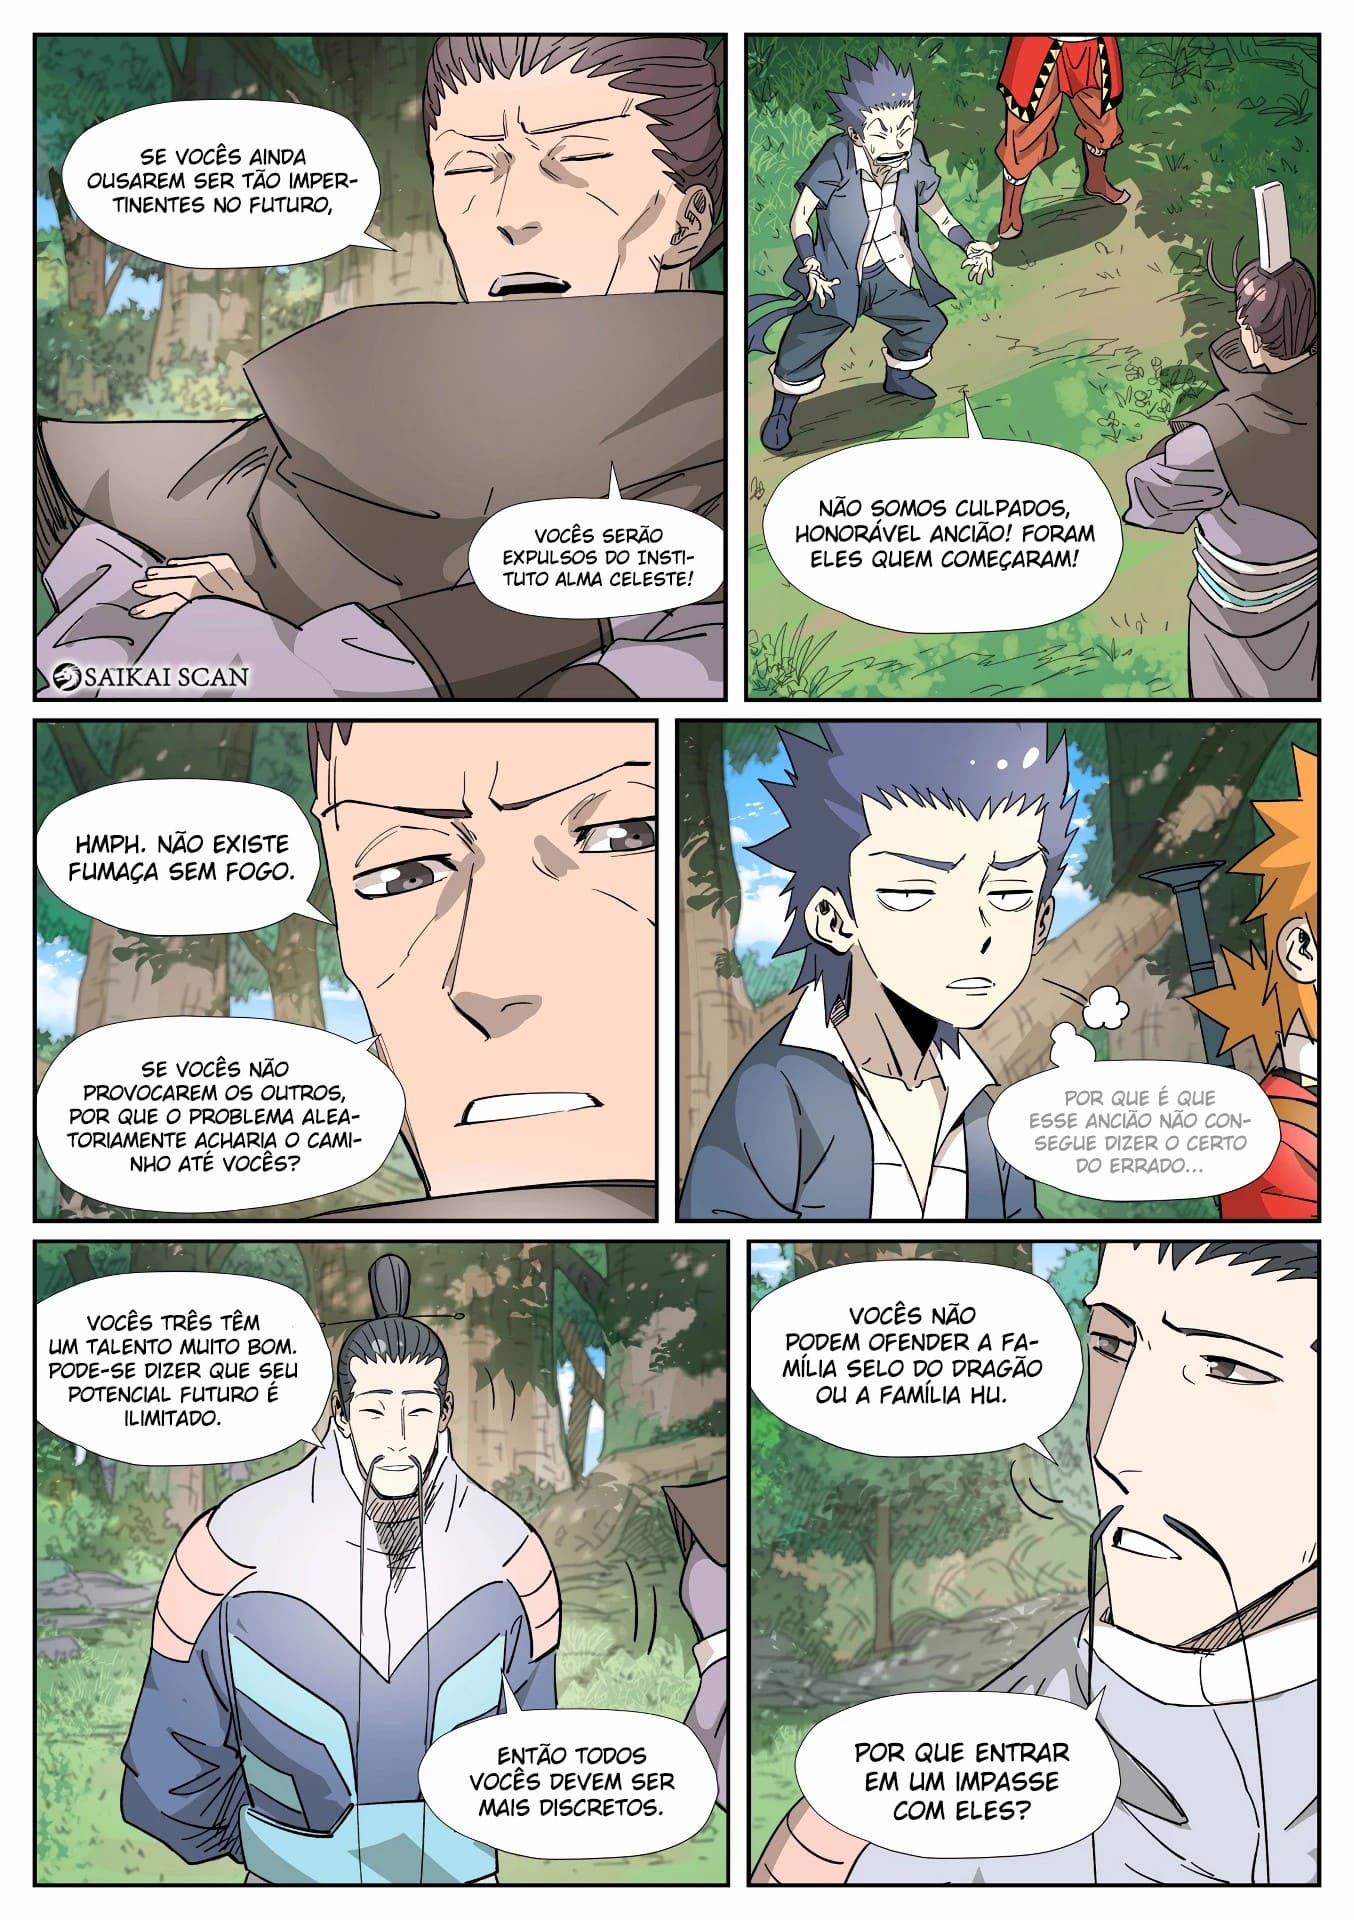 SE VOCÊS AINDA
OUSAREM SER TÃO IMPER-
TINENTES NO FUTURO,
VOCÊS SERÃO
EXPULSOS DO INSTI-
TUTO ALMA CELESTE!
SAIKAI SCAN
NÃO SOMOS CULPADOS,
HONORÁVEL ANCIÃO! FORAM
ELES QUEM COMEÇARAM!
HMPH. NÃO EXISTE
FUMAÇA SEM FOGO.
SE VOCÊS NÃO
PROVOCAREM OS OUTROS,
POR QUE O PROBLEMA ALEA-
TORIAMENTE ACHARIA O CAMI-
NHO ATÉ VOCÊS?
POR QUE É QUE
ESSE ANCIÃO NÃO CON-
SEGUE DIZER O CERTO
DO ERRADO...
VOCÊS TRÊS TÊM
UM TALENTO MUITO BOM.
PODE-SE DIZER QUE SEU
POTENCIAL FUTURO É
ILIMITADO.
ENTÃO TODOS
VOCÊS DEVEM SER
MAIS DISCRETOS.
VOCÊS NÃO
PODEM OFENDER A FA-
MÍLIA SELO DO DRAGÃO
OU A FAMÍLIA HU.
POR QUE ENTRAR
EM UM IMPASSE
COM ELES?